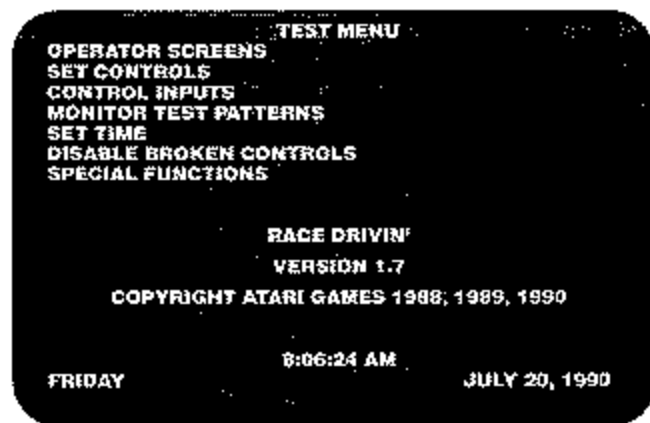 TEST MENU
OPERATOR SCREENS
SET CONTROLS
CONTROL INPUTS
MONITOR TEST PATTERNS
SET TIME
DISABLE BROKEN CONTROLS
SPECIAL FUNCTIONS
RACE DRIVIN'
VERSION 1.7
COPYRIGHT ATARI GAMES 1988, 1989, 1990
8:06:24 AM
FRIDAY JULY 20, 1990